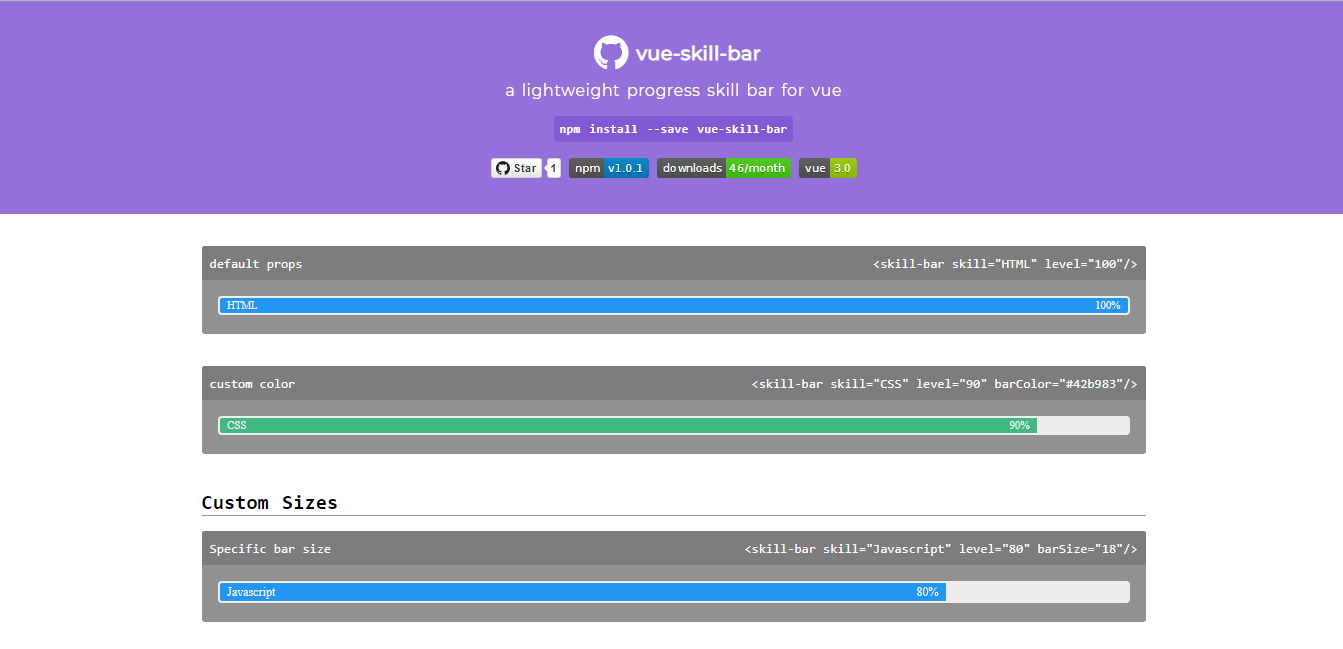 vue-skill-bar
a lightweight progress skill bar for vue
npm install --save vue-skill-bar
Star 1 npm v1.0.1 downloads 46/month vue 3.0
default props <skill-bar skill="HTML" level="100"/>
HTML 100%
custom color <skill-bar skill="CSS" level="90" barColor="#42b983"/>
CSS 90%
Custom Sizes
Specific bar size <skill-bar skill="Javascript" level="80" barSize="18"/>
Javascript 80%